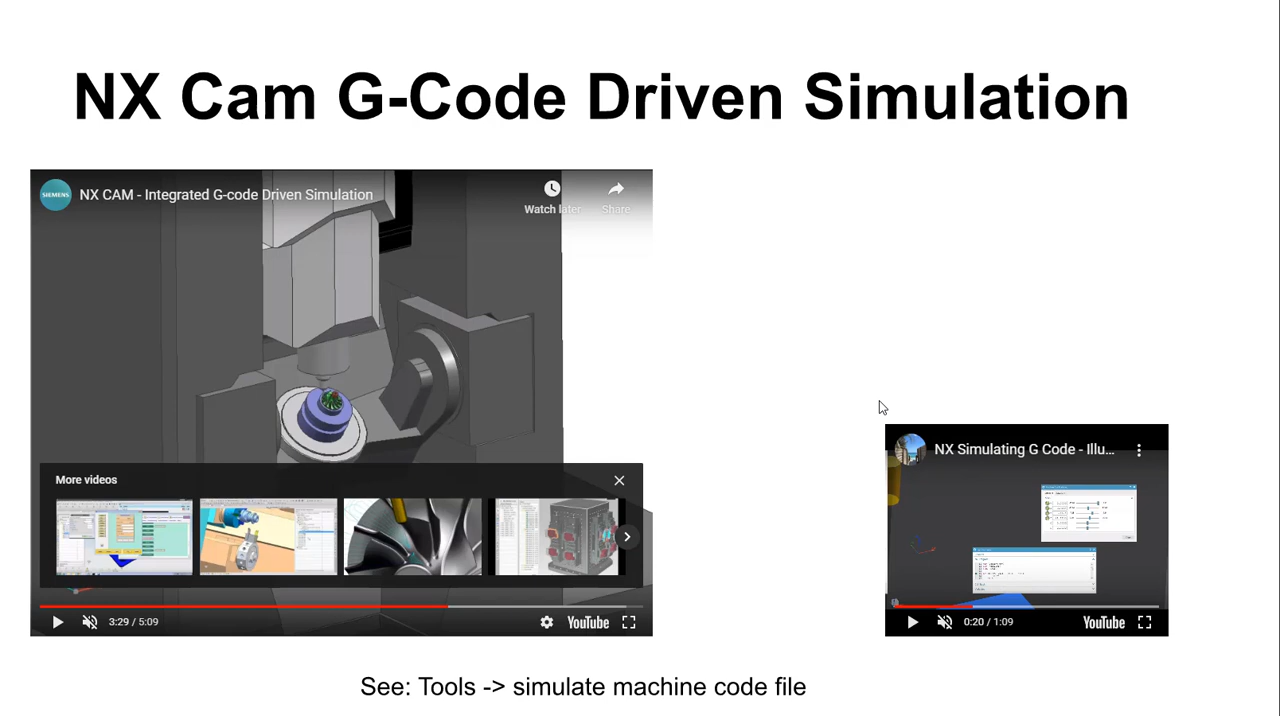 NX Cam G-Code Driven Simulation
SIEMENS
NX CAM - Integrated G-code Driven Simulation
Watch later
Share
More videos
3:29 / 5:09
YouTube
NX Simulating G Code - Illu...
0:20 / 1:09
YouTube
See: Tools -> simulate machine code file